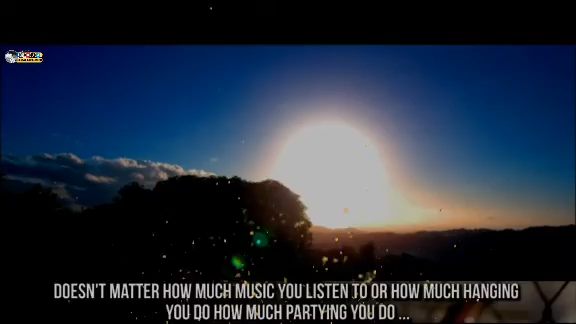 DOESN'T MATTER HOW MUCH MUSIC YOU LISTEN TO OR HOW MUCH HANGING
YOU DO HOW MUCH PARTYING YOU DO ...